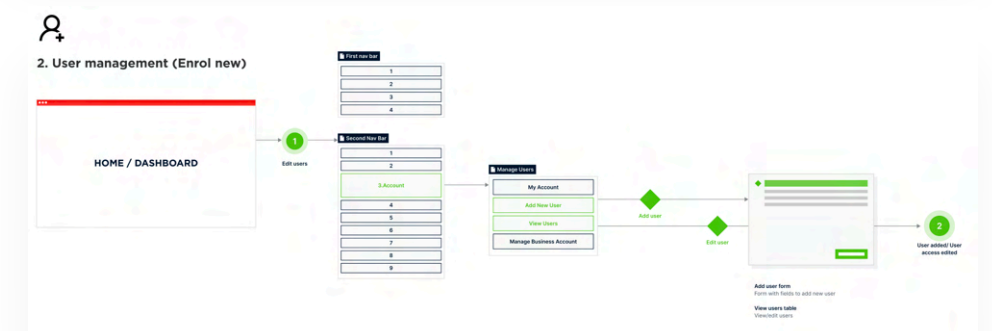 2. User management (Enrol new)
HOME / DASHBOARD
1
Edit users
First nav bar
1
2
3
4
Second Nav Bar
1
2
3.Account
4
5
6
7
8
9
Manage Users
My Account
Add New User
View Users
Manage Business Account
Add user
Edit user
Add user form
Form with fields to add new user
View users table
View/edit users
2
User added/ User
access edited